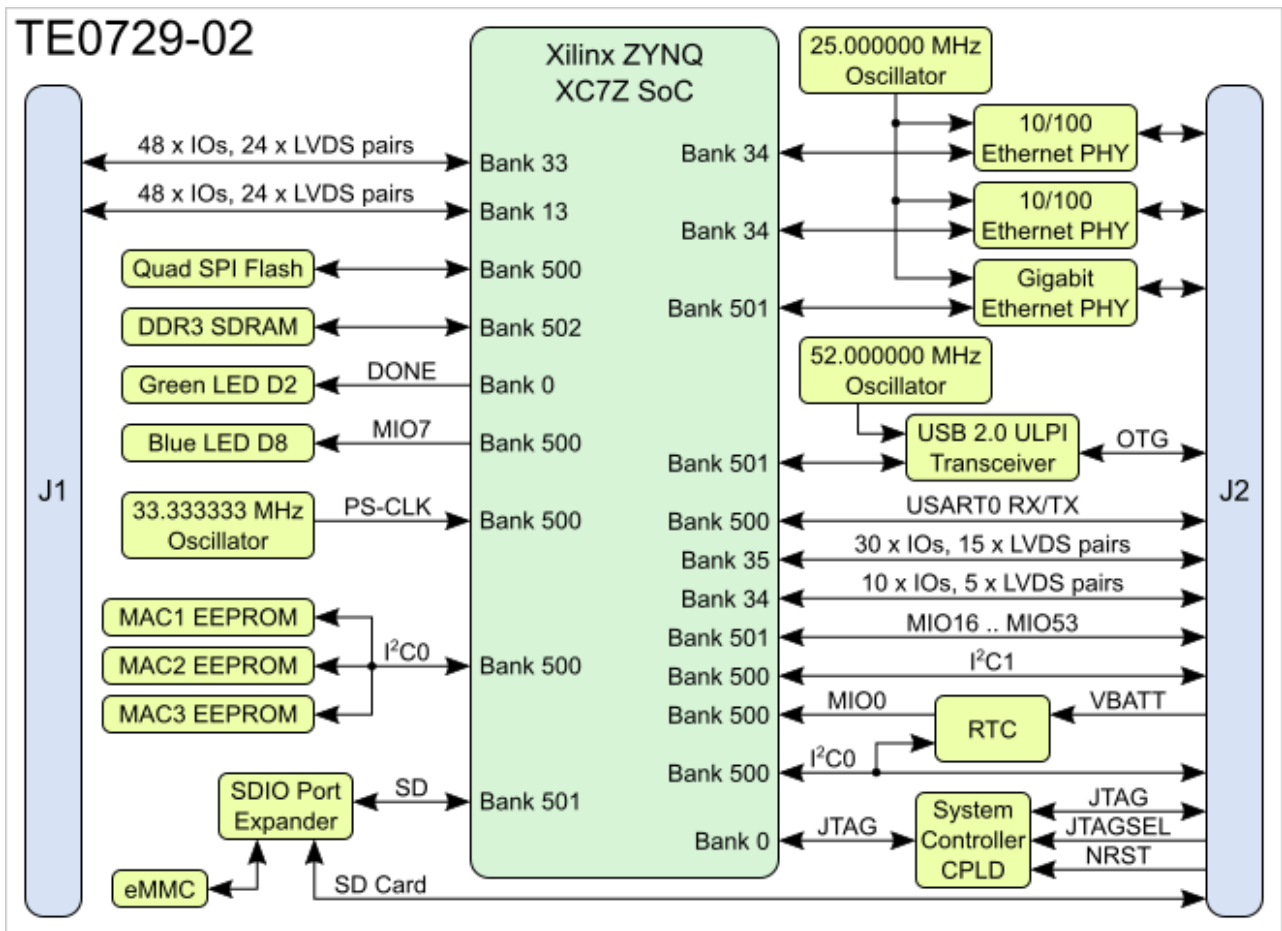 TE0729-02
Xilinx ZYNQ
XC7Z SoC
J1
48 x IOs, 24 x LVDS pairs
Bank 33
48 x IOs, 24 x LVDS pairs
Bank 13
Quad SPI Flash
Bank 500
DDR3 SDRAM
Bank 502
Green LED D2
DONE
Bank 0
Blue LED D8
MIO7
Bank 500
33.333333 MHz
Oscillator
PS-CLK
Bank 500
MAC1 EEPROM
MAC2 EEPROM
MAC3 EEPROM
I²C0
Bank 500
SDIO Port
Expander
SD
Bank 501
eMMC
SD Card
25.000000 MHz
Oscillator
Bank 34
10/100
Ethernet PHY
Bank 34
10/100
Ethernet PHY
Bank 501
Gigabit
Ethernet PHY
52.000000 MHz
Oscillator
Bank 501
USB 2.0 ULPI
Transceiver
OTG
Bank 500
USART0 RX/TX
Bank 35
30 x IOs, 15 x LVDS pairs
Bank 34
10 x IOs, 5 x LVDS pairs
Bank 501
MIO16 .. MIO53
Bank 500
I²C1
Bank 500
MIO0
RTC
VBATT
Bank 500
I²C0
Bank 0
JTAG
System
Controller
CPLD
JTAG
JTAGSEL
NRST
J2